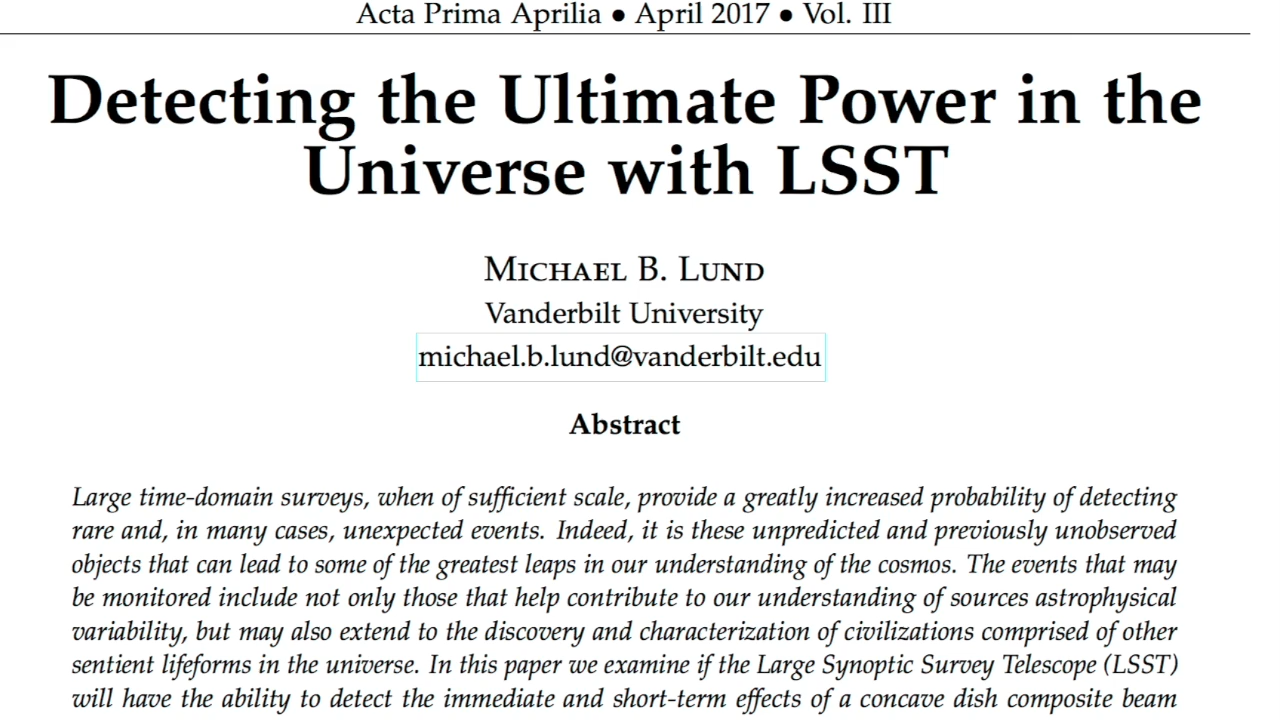 Acta Prima Aprilia • April 2017 • Vol. III
Detecting the Ultimate Power in the
Universe with LSST
Michael B. Lund
Vanderbilt University
michael.b.lund@vanderbilt.edu
Abstract
Large time-domain surveys, when of sufficient scale, provide a greatly increased probability of detecting
rare and, in many cases, unexpected events. Indeed, it is these unpredicted and previously unobserved
objects that can lead to some of the greatest leaps in our understanding of the cosmos. The events that may
be monitored include not only those that help contribute to our understanding of sources astrophysical
variability, but may also extend to the discovery and characterization of civilizations comprised of other
sentient lifeforms in the universe. In this paper we examine if the Large Synoptic Survey Telescope (LSST)
will have the ability to detect the immediate and short-term effects of a concave dish composite beam